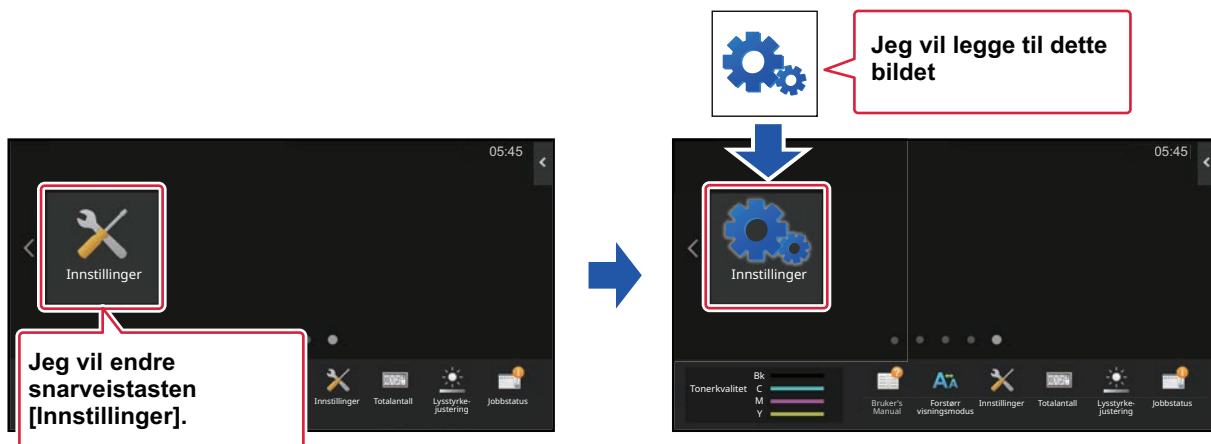 Jeg vil legge til dette
bildet
05:45
Innstillinger
Jeg vil endre
snarveistasten
[Innstillinger].
Innstillinger
Totalantall
Lysstyrke-
justering
Jobbstatus
05:45
Innstillinger
Tonerkvalitet
Bk
C
M
Y
Bruker's
Manual
Forstørr
visningsmodus
Innstillinger
Totalantall
Lysstyrke-
justering
Jobbstatus